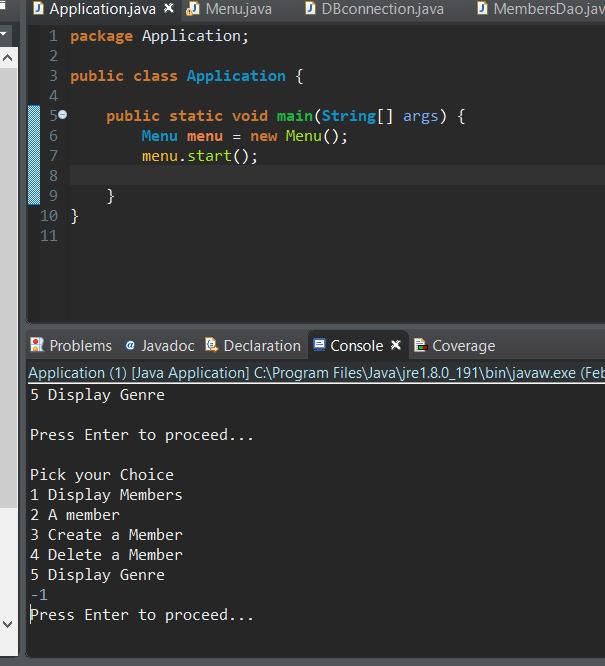 Application.java Menu.java DBconnection.java MembersDao.jav
1 package Application;
2
3 public class Application {
4
5 public static void main(String[] args) {
6 Menu menu = new Menu();
7 menu.start();
8
9 }
10 }
11
Problems @ Javadoc Declaration Console Coverage
Application (1) [Java Application] C:\Program Files\Java\jre1.8.0_191\bin\javaw.exe (Feb
5 Display Genre
Press Enter to proceed...
Pick your Choice
1 Display Members
2 A member
3 Create a Member
4 Delete a Member
5 Display Genre
-1
Press Enter to proceed...